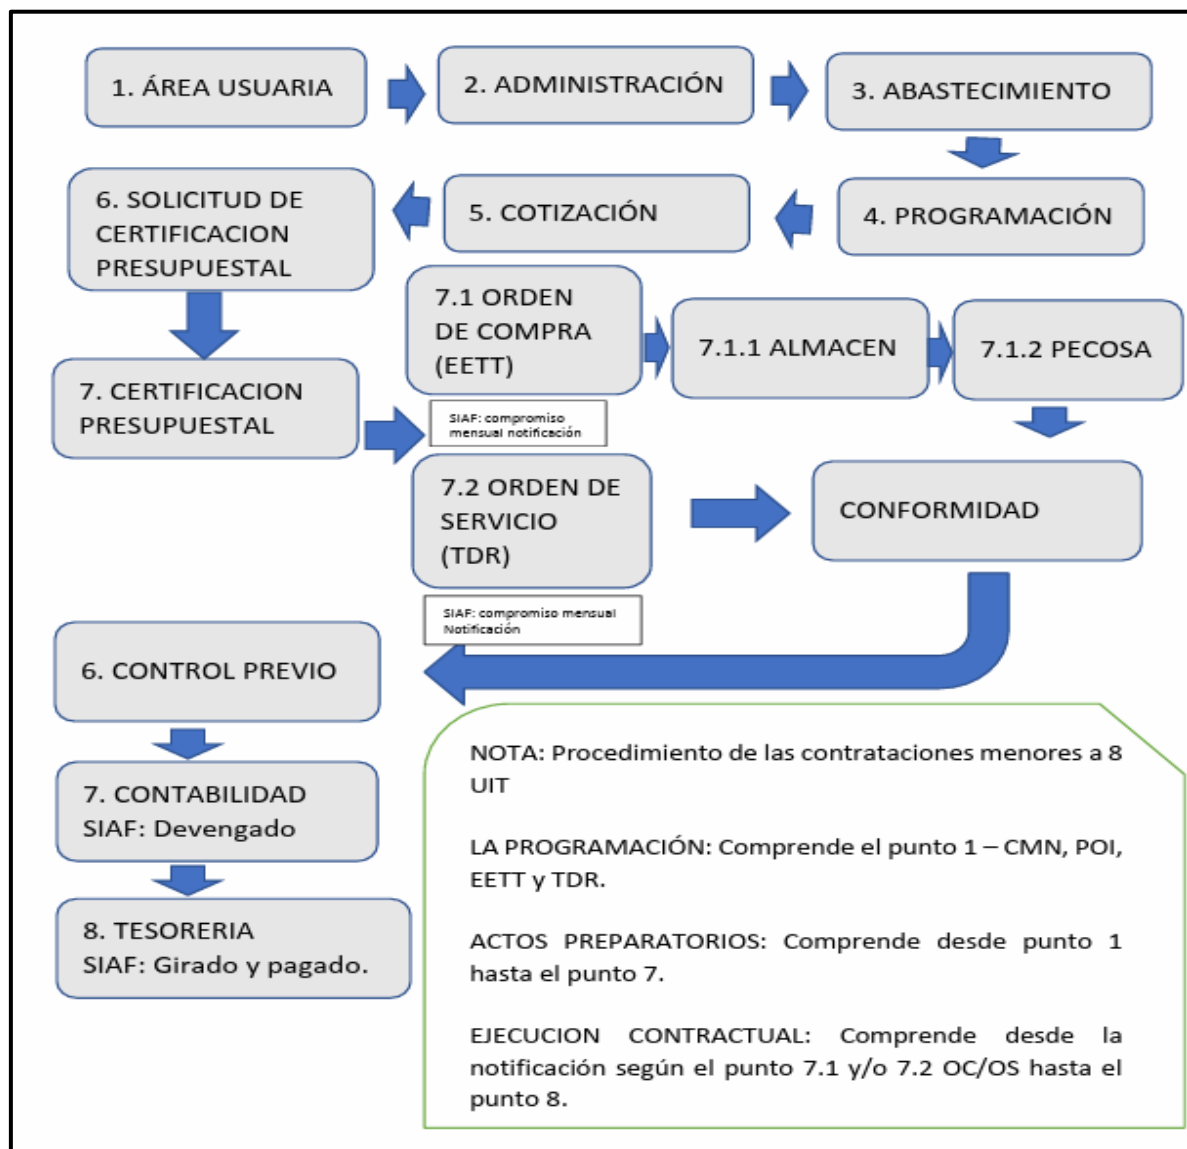 1. ÁREA USUARIA
2. ADMINISTRACIÓN
3. ABASTECIMIENTO
4. PROGRAMACIÓN
5. COTIZACIÓN
6. SOLICITUD DE
CERTIFICACION
PRESUPUESTAL
7. CERTIFICACION
PRESUPUESTAL
7.1 ORDEN
DE COMPRA
(EETT)
SIAF: compromiso
mensual notificación
7.1.1 ALMACEN
7.1.2 PECOSA
7.2 ORDEN DE
SERVICIO
(TDR)
SIAF: compromiso mensual
Notificación
CONFORMIDAD
6. CONTROL PREVIO
7. CONTABILIDAD
SIAF: Devengado
8. TESORERIA
SIAF: Girado y pagado.
NOTA: Procedimiento de las contrataciones menores a 8
UIT
LA PROGRAMACIÓN: Comprende el punto 1 – CMN, POI,
EETT y TDR.
ACTOS PREPARATORIOS: Comprende desde punto 1
hasta el punto 7.
EJECUCION CONTRACTUAL: Comprende desde la
notificación según el punto 7.1 y/o 7.2 OC/OS hasta el
punto 8.